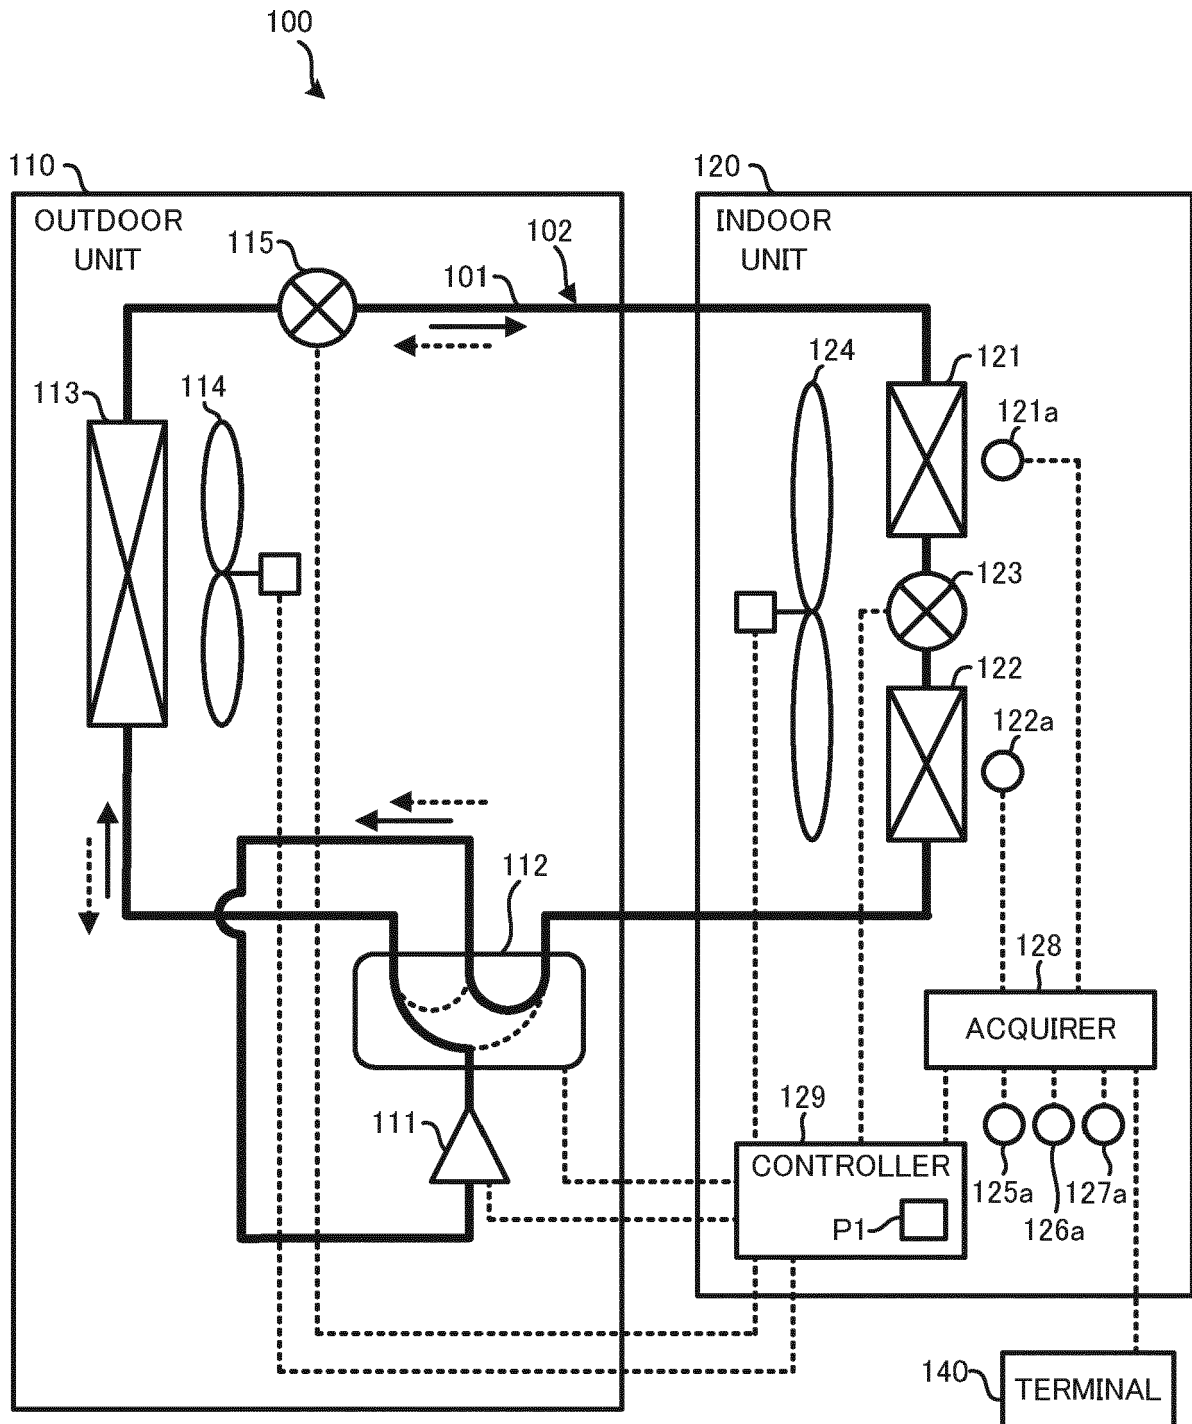 100
110
120
OUTDOOR
UNIT
INDOOR
UNIT
115
102
101
124
121
113
114
121a
123
122
122a
112
128
ACQUIRER
111
129
CONTROLLER
125a
127a
P1
126a
140
TERMINAL